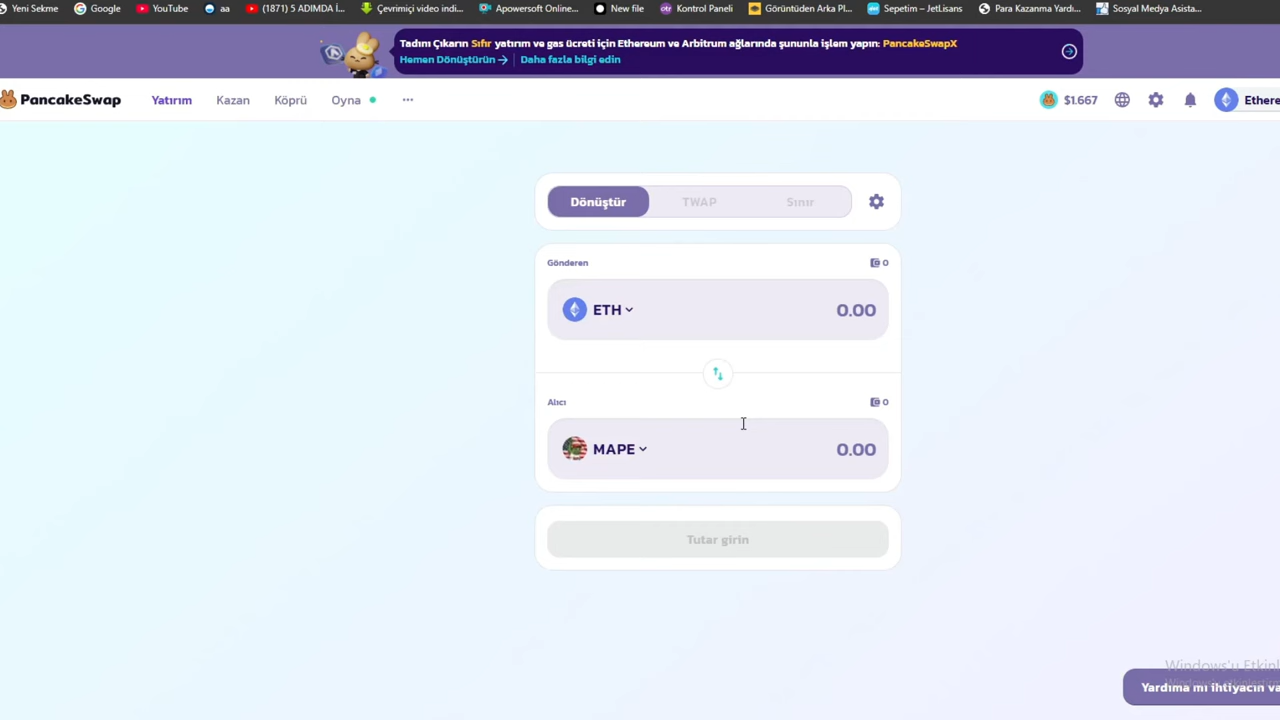 Yeni Sekme Google YouTube aa (1871) 5 ADIMDA İ... Çevrimiçi video indi... Apowersoft Online... New file Kontrol Paneli Görüntüden Arka Pl... Sepetim – JetLisans Para Kazanma Yard... Sosyal Medya Asista...
Tadını Çıkarın Sıfır yatırım ve gas ücreti için Ethereum ve Arbitrum ağlarında şununla işlem yapın: PancakeSwapX
Hemen Dönüştürün → | Daha fazla bilgi edin
PancakeSwap Yatırım Kazan Köprü Oyna ... $1.667 Ethere
Dönüştür TWAP Sınır
Gönderen 0
ETH 0.00
Alıcı 0
MAPE 0.00
Tutar girin
Windows'u Etkinl
Yardıma mı ihtiyacın va